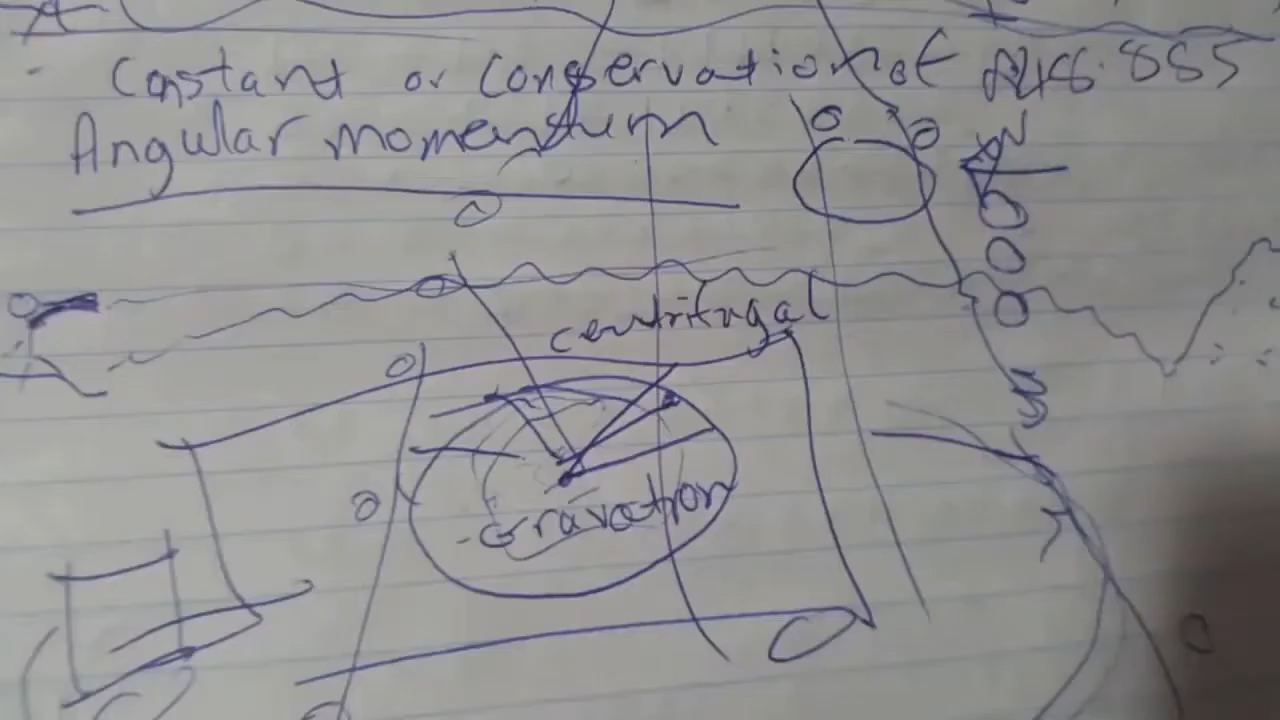 Constant or Conservation of
Angular momentum
centrifugal
Gravation